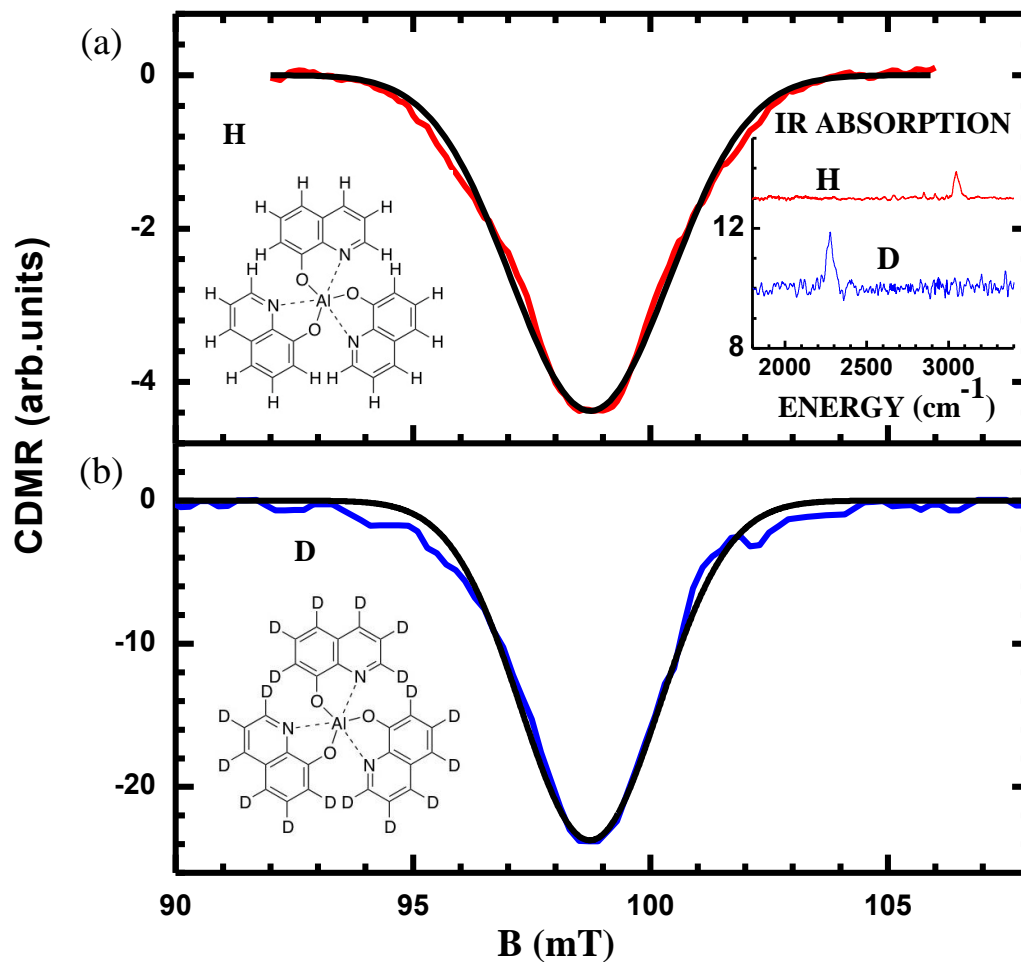 (a)
0
-2
-4
H
IR ABSORPTION
H
D
12
8
2000 2500 3000
ENERGY (cm-1)
H H
H H
H H
N
O
H H
H N Al O H
H O N H
H H H H
H H
CDMR (arb.units)
(b)
0
-10
-20
D
D D
D D
D D
N
O
D D
D N Al O D
D O N D
D D D D
D D
90 95 100 105
B (mT)